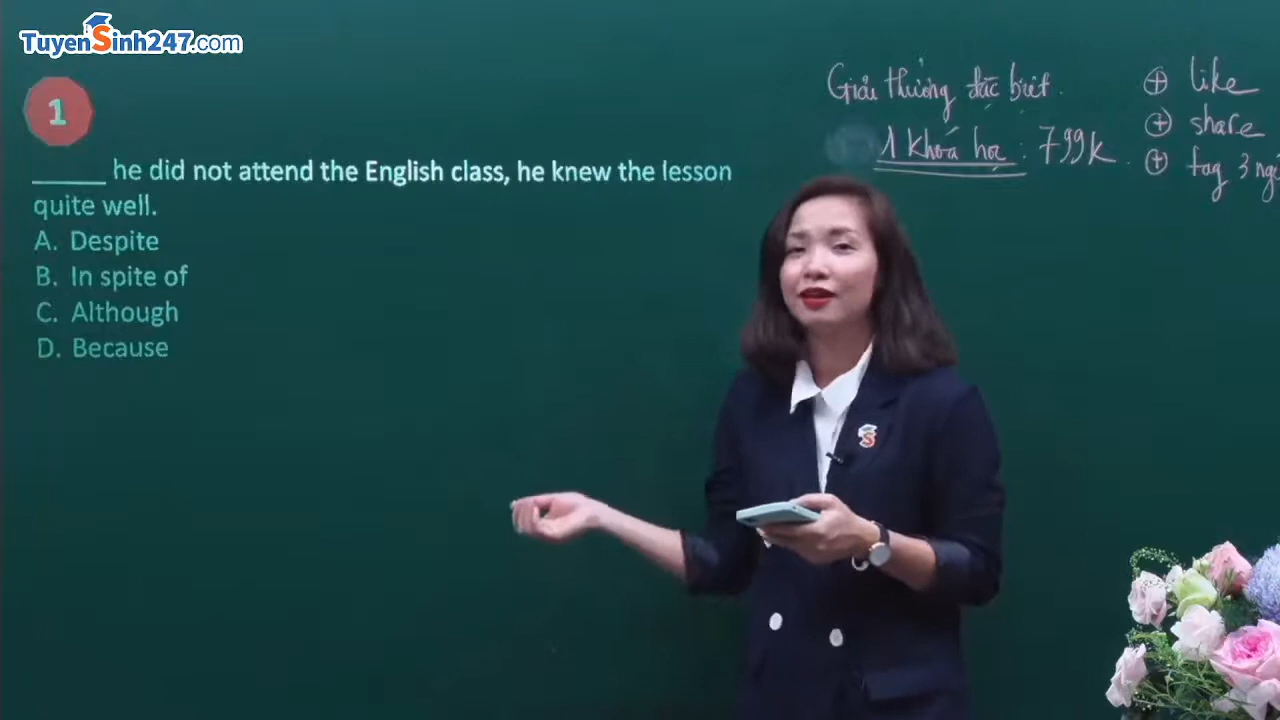 TuyenSinh247.com
1
_____ he did not attend the English class, he knew the lesson
quite well.
A. Despite
B. In spite of
C. Although
D. Because
Giải thưởng đặc biệt.
1 khoá học : 799k.
+ like
+ share
+ tag 3
S